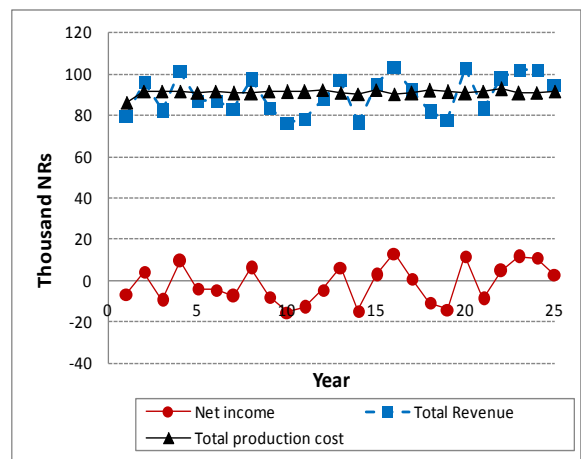 120
100
80
60
40
20
0
-20
-40
Thousand NRs
0 5 10 15 20 25
Year
Net income Total Revenue
Total production cost